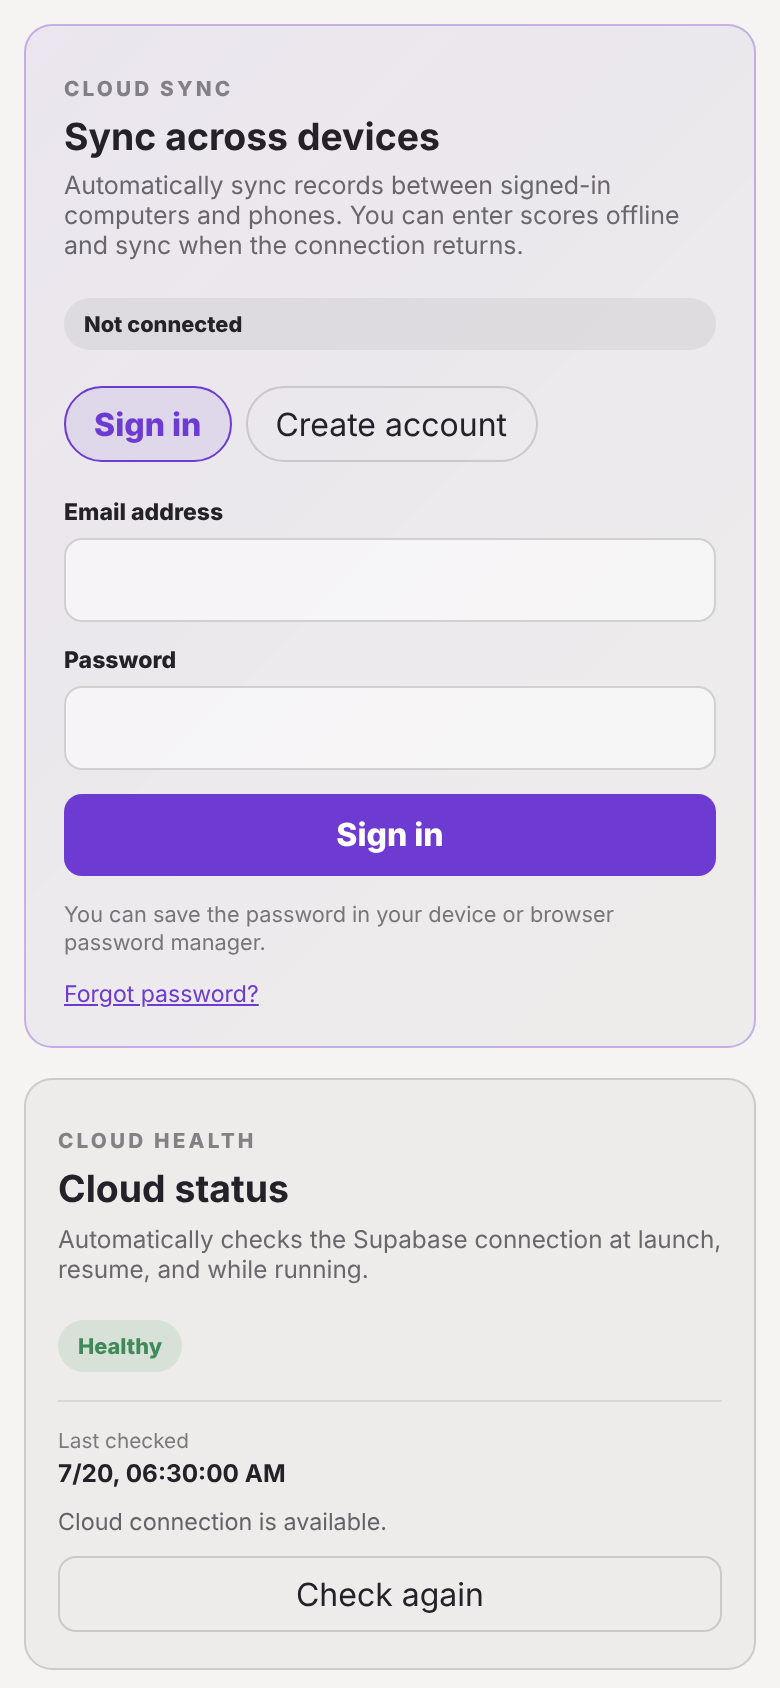 CLOUD SYNC
Sync across devices
Automatically sync records between signed-in
computers and phones. You can enter scores offline
and sync when the connection returns.
Not connected
Sign in
Create account
Email address
Password
Sign in
You can save the password in your device or browser
password manager.
Forgot password?
CLOUD HEALTH
Cloud status
Automatically checks the Supabase connection at launch,
resume, and while running.
Healthy
Last checked
7/20, 06:30:00 AM
Cloud connection is available.
Check again